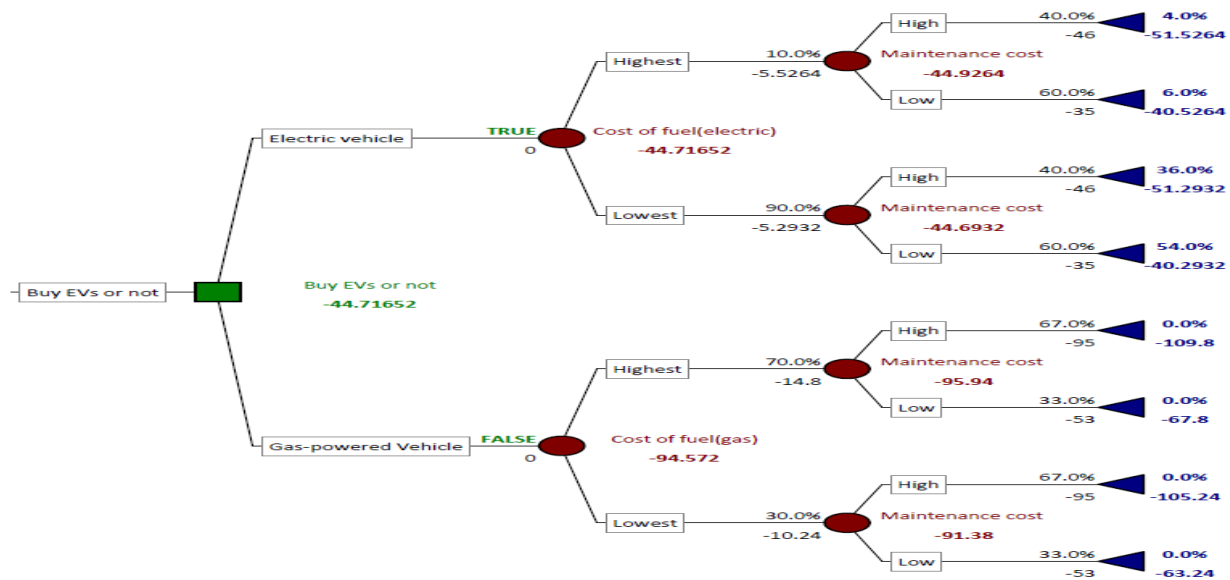 High 40.0% 4.0%
-46 -51.5264
Highest 10.0% Maintenance cost
-5.5264 -44.9264
Low 60.0% 6.0%
-35 -40.5264
Electric vehicle TRUE Cost of fuel(electric)
0 -44.71652
High 40.0% 36.0%
-46 -51.2932
Lowest 90.0% Maintenance cost
-5.2932 -44.6932
Low 60.0% 54.0%
-35 -40.2932
Buy EVs or not Buy EVs or not
-44.71652
High 67.0% 0.0%
-95 -109.8
Highest 70.0% Maintenance cost
-14.8 -95.94
Low 33.0% 0.0%
-53 -67.8
Gas-powered Vehicle FALSE Cost of fuel(gas)
0 -94.572
High 67.0% 0.0%
-95 -105.24
Lowest 30.0% Maintenance cost
-10.24 -91.38
Low 33.0% 0.0%
-53 -63.24